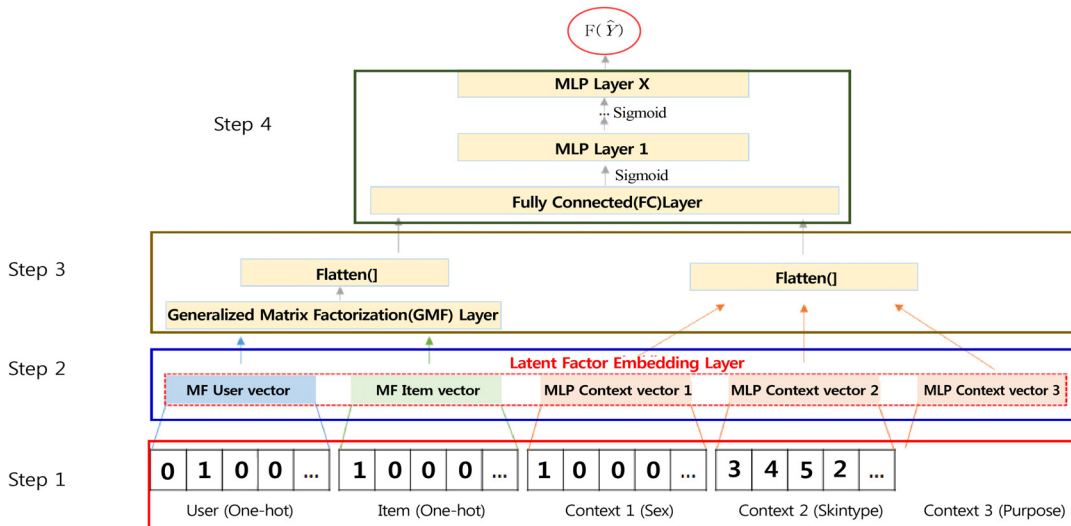 F(Ŷ)
MLP Layer X
... Sigmoid
Step 4
MLP Layer 1
Sigmoid
Fully Connected(FC)Layer
Step 3
Flatten(]
Flatten(]
Generalized Matrix Factorization(GMF) Layer
Step 2
Latent Factor Embedding Layer
MF User vector
MF Item vector
MLP Context vector 1
MLP Context vector 2
MLP Context vector 3
Step 1
0 1 0 0 ...
1 0 0 0 ...
1 0 0 0 ...
3 4 5 2 ...
User (One-hot)
Item (One-hot)
Context 1 (Sex)
Context 2 (Skintype)
Context 3 (Purpose)